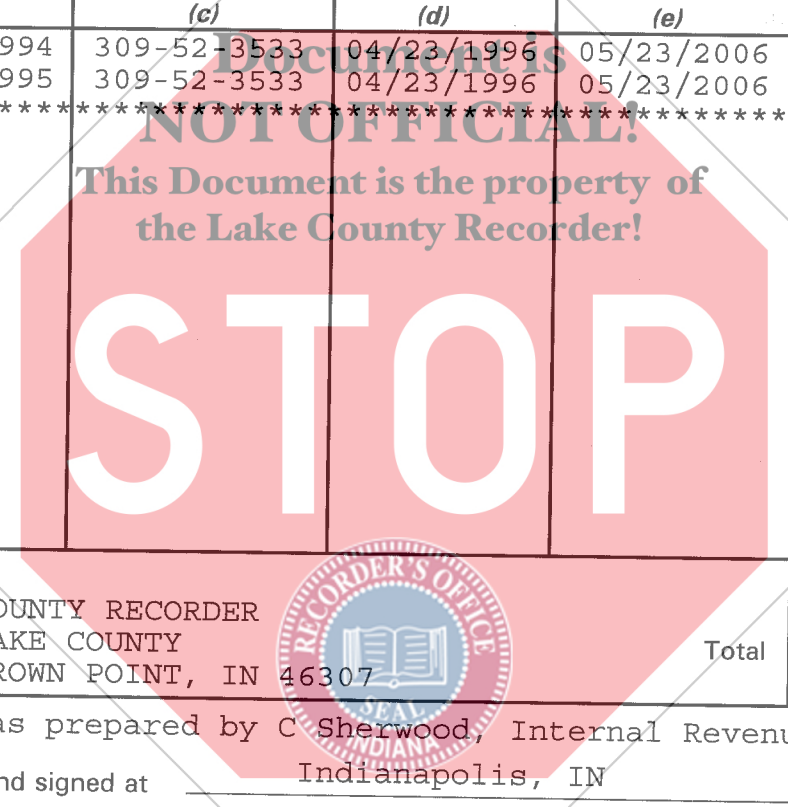 (c) (d) (e)
994 309-52-3533 04/23/1996 05/23/2006
Document is
995 309-52-3533 04/23/1996 05/23/2006
****************************************
NOT OFFICIAL!
This Document is the property of
the Lake County Recorder!
STOP
RECORDER'S OFFICE
SEAL
INDIANA
OUNTY RECORDER
AKE COUNTY
ROWN POINT, IN 46307
Total
as prepared by C Sherwood, Internal Revenu
nd signed at Indianapolis, IN